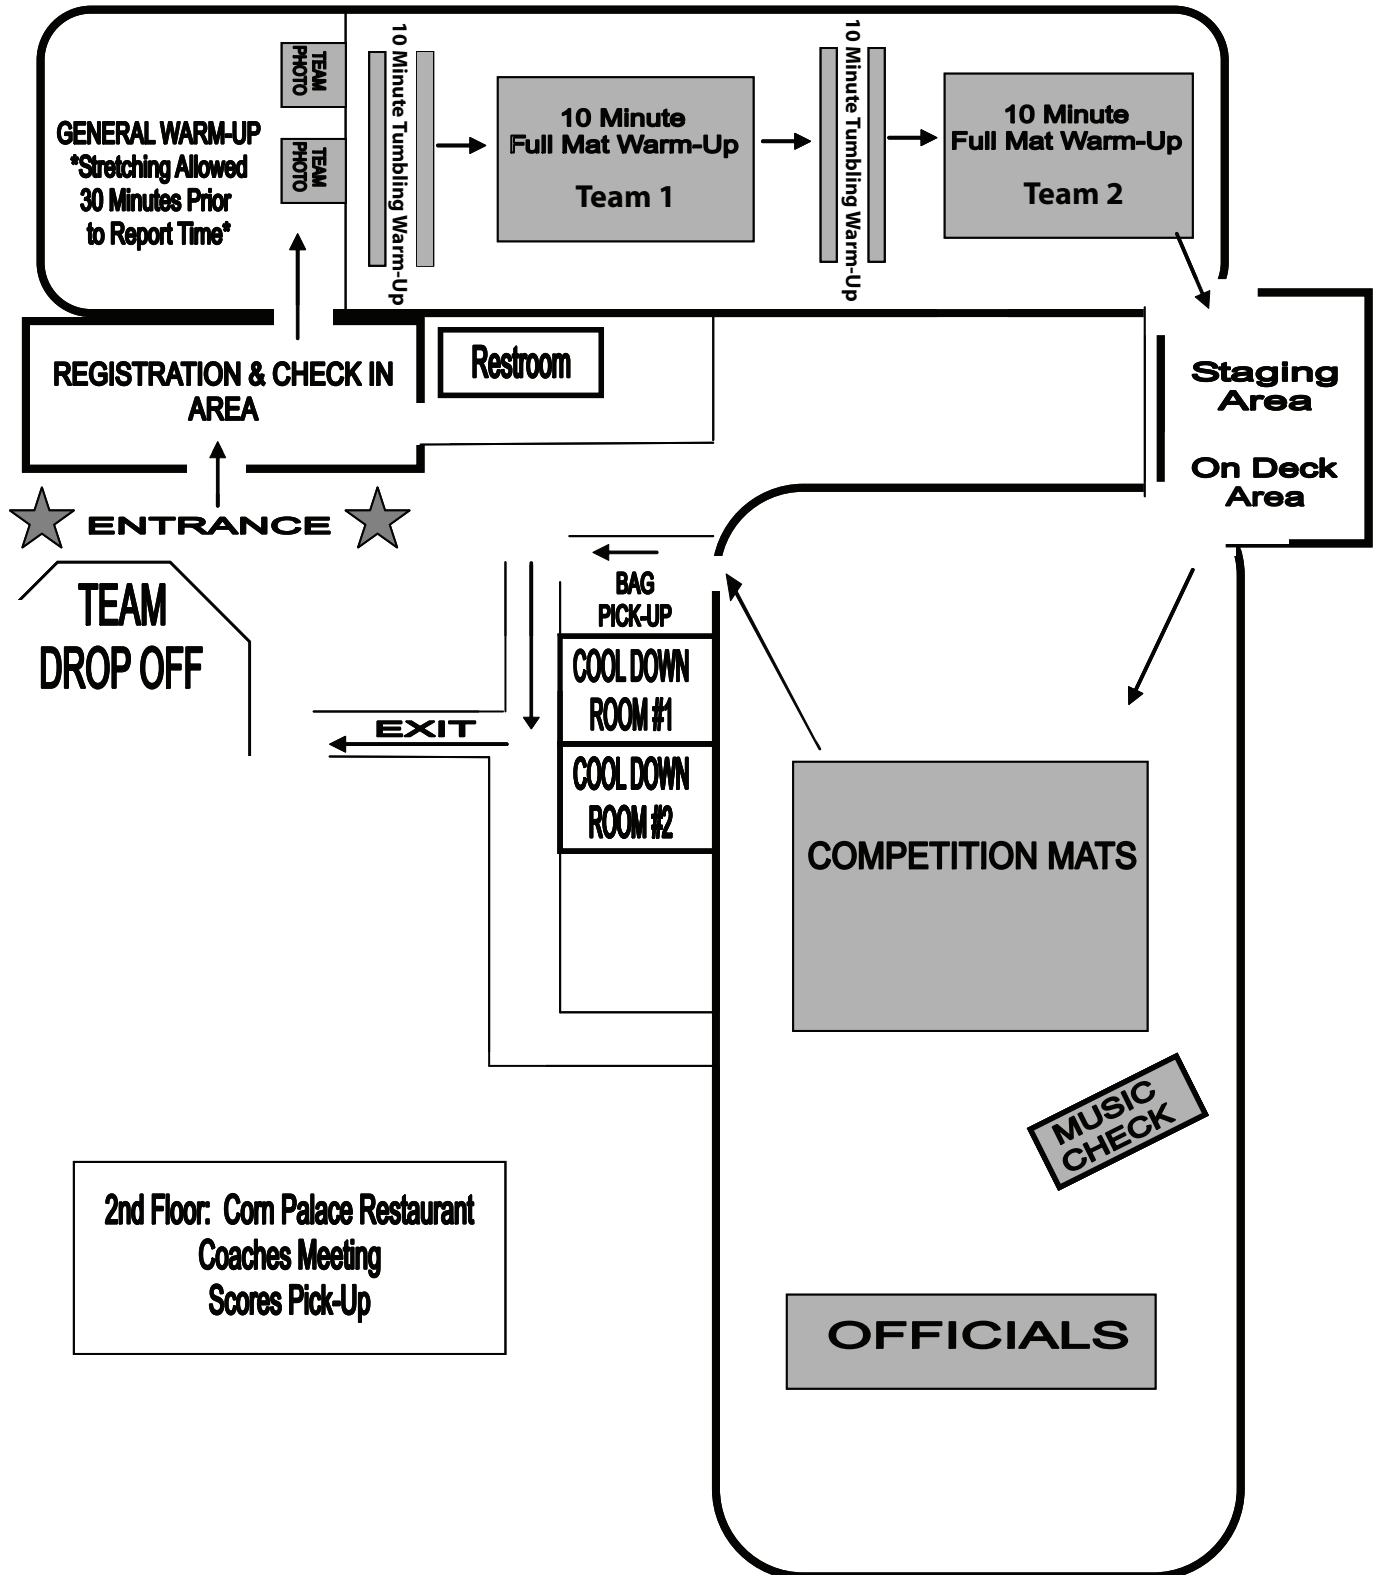 TEAM
PHOTO
TEAM
PHOTO
GENERAL WARM-UP
*Stretching Allowed
30 Minutes Prior
to Report Time*
10 Minute Tumbling Warm-Up
10 Minute
Full Mat Warm-Up
Team 1
10 Minute Tumbling Warm-Up
10 Minute
Full Mat Warm-Up
Team 2
REGISTRATION & CHECK IN
AREA
Restroom
Staging
Area
On Deck
Area
ENTRANCE
TEAM
DROP OFF
BAG
PICK-UP
COOL DOWN
ROOM #1
EXIT
COOL DOWN
ROOM #2
COMPETITION MATS
MUSIC
CHECK
2nd Floor: Corn Palace Restaurant
Coaches Meeting
Scores Pick-Up
OFFICIALS